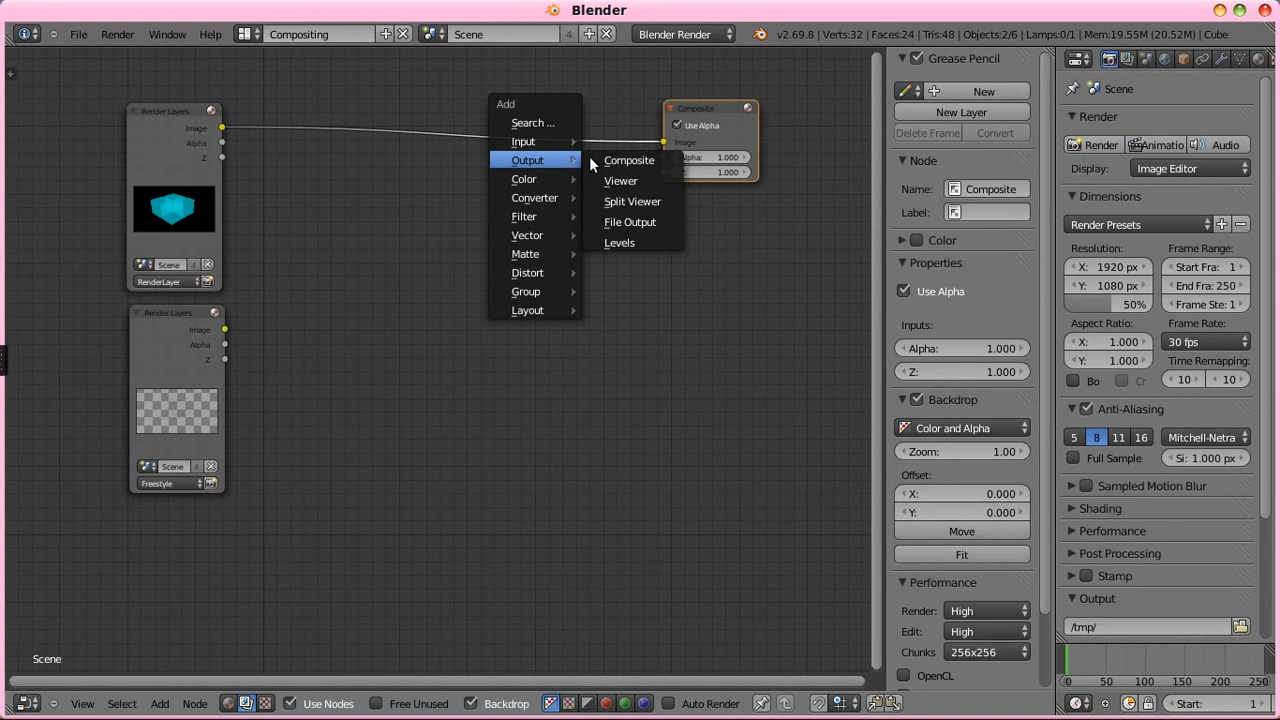 Blender
File Render Window Help Compositing Scene 4 Blender Render v2.69.8 | Verts:32 | Faces:24 | Tris:48 | Objects:2/6 | Lamps:0/1 | Mem:19.55M (20.52M) | Cube
Render Layers
Image
Alpha
Z
Scene 4
RenderLayer
Render Layers
Image
Alpha
Z
Scene 4
Freestyle
Add
Search ...
Input
Output
Color
Converter
Filter
Vector
Matte
Distort
Group
Layout
Composite
Viewer
Split Viewer
File Output
Levels
Composite
Use Alpha
Image
Alpha: 1.000
1.000
Scene
Grease Pencil
New
New Layer
Delete Frame Convert
Node
Name: Composite
Label:
Color
Properties
Use Alpha
Inputs:
Alpha: 1.000
Z: 1.000
Backdrop
Color and Alpha
Zoom: 1.00
Offset:
X: 0.000
Y: 0.000
Move
Fit
Performance
Render: High
Edit: High
Chunks 256x256
OpenCL
Scene
Render
Render Animatio Audio
Display: Image Editor
Dimensions
Render Presets
Resolution: Frame Range:
X: 1920 px Start Fra: 1
Y: 1080 px End Fra: 250
50% Frame Ste: 1
Aspect Ratio: Frame Rate:
X: 1.000 30 fps
Y: 1.000 Time Remapping:
Bo Cr 10 10
Anti-Aliasing
5 8 11 16 Mitchell-Netra
Full Sample Si: 1.000 px
Sampled Motion Blur
Shading
Performance
Post Processing
Stamp
Output
/tmp/
0 50 100 150 200 250
View Select Add Node Use Nodes Free Unused Backdrop Auto Render Start: 1